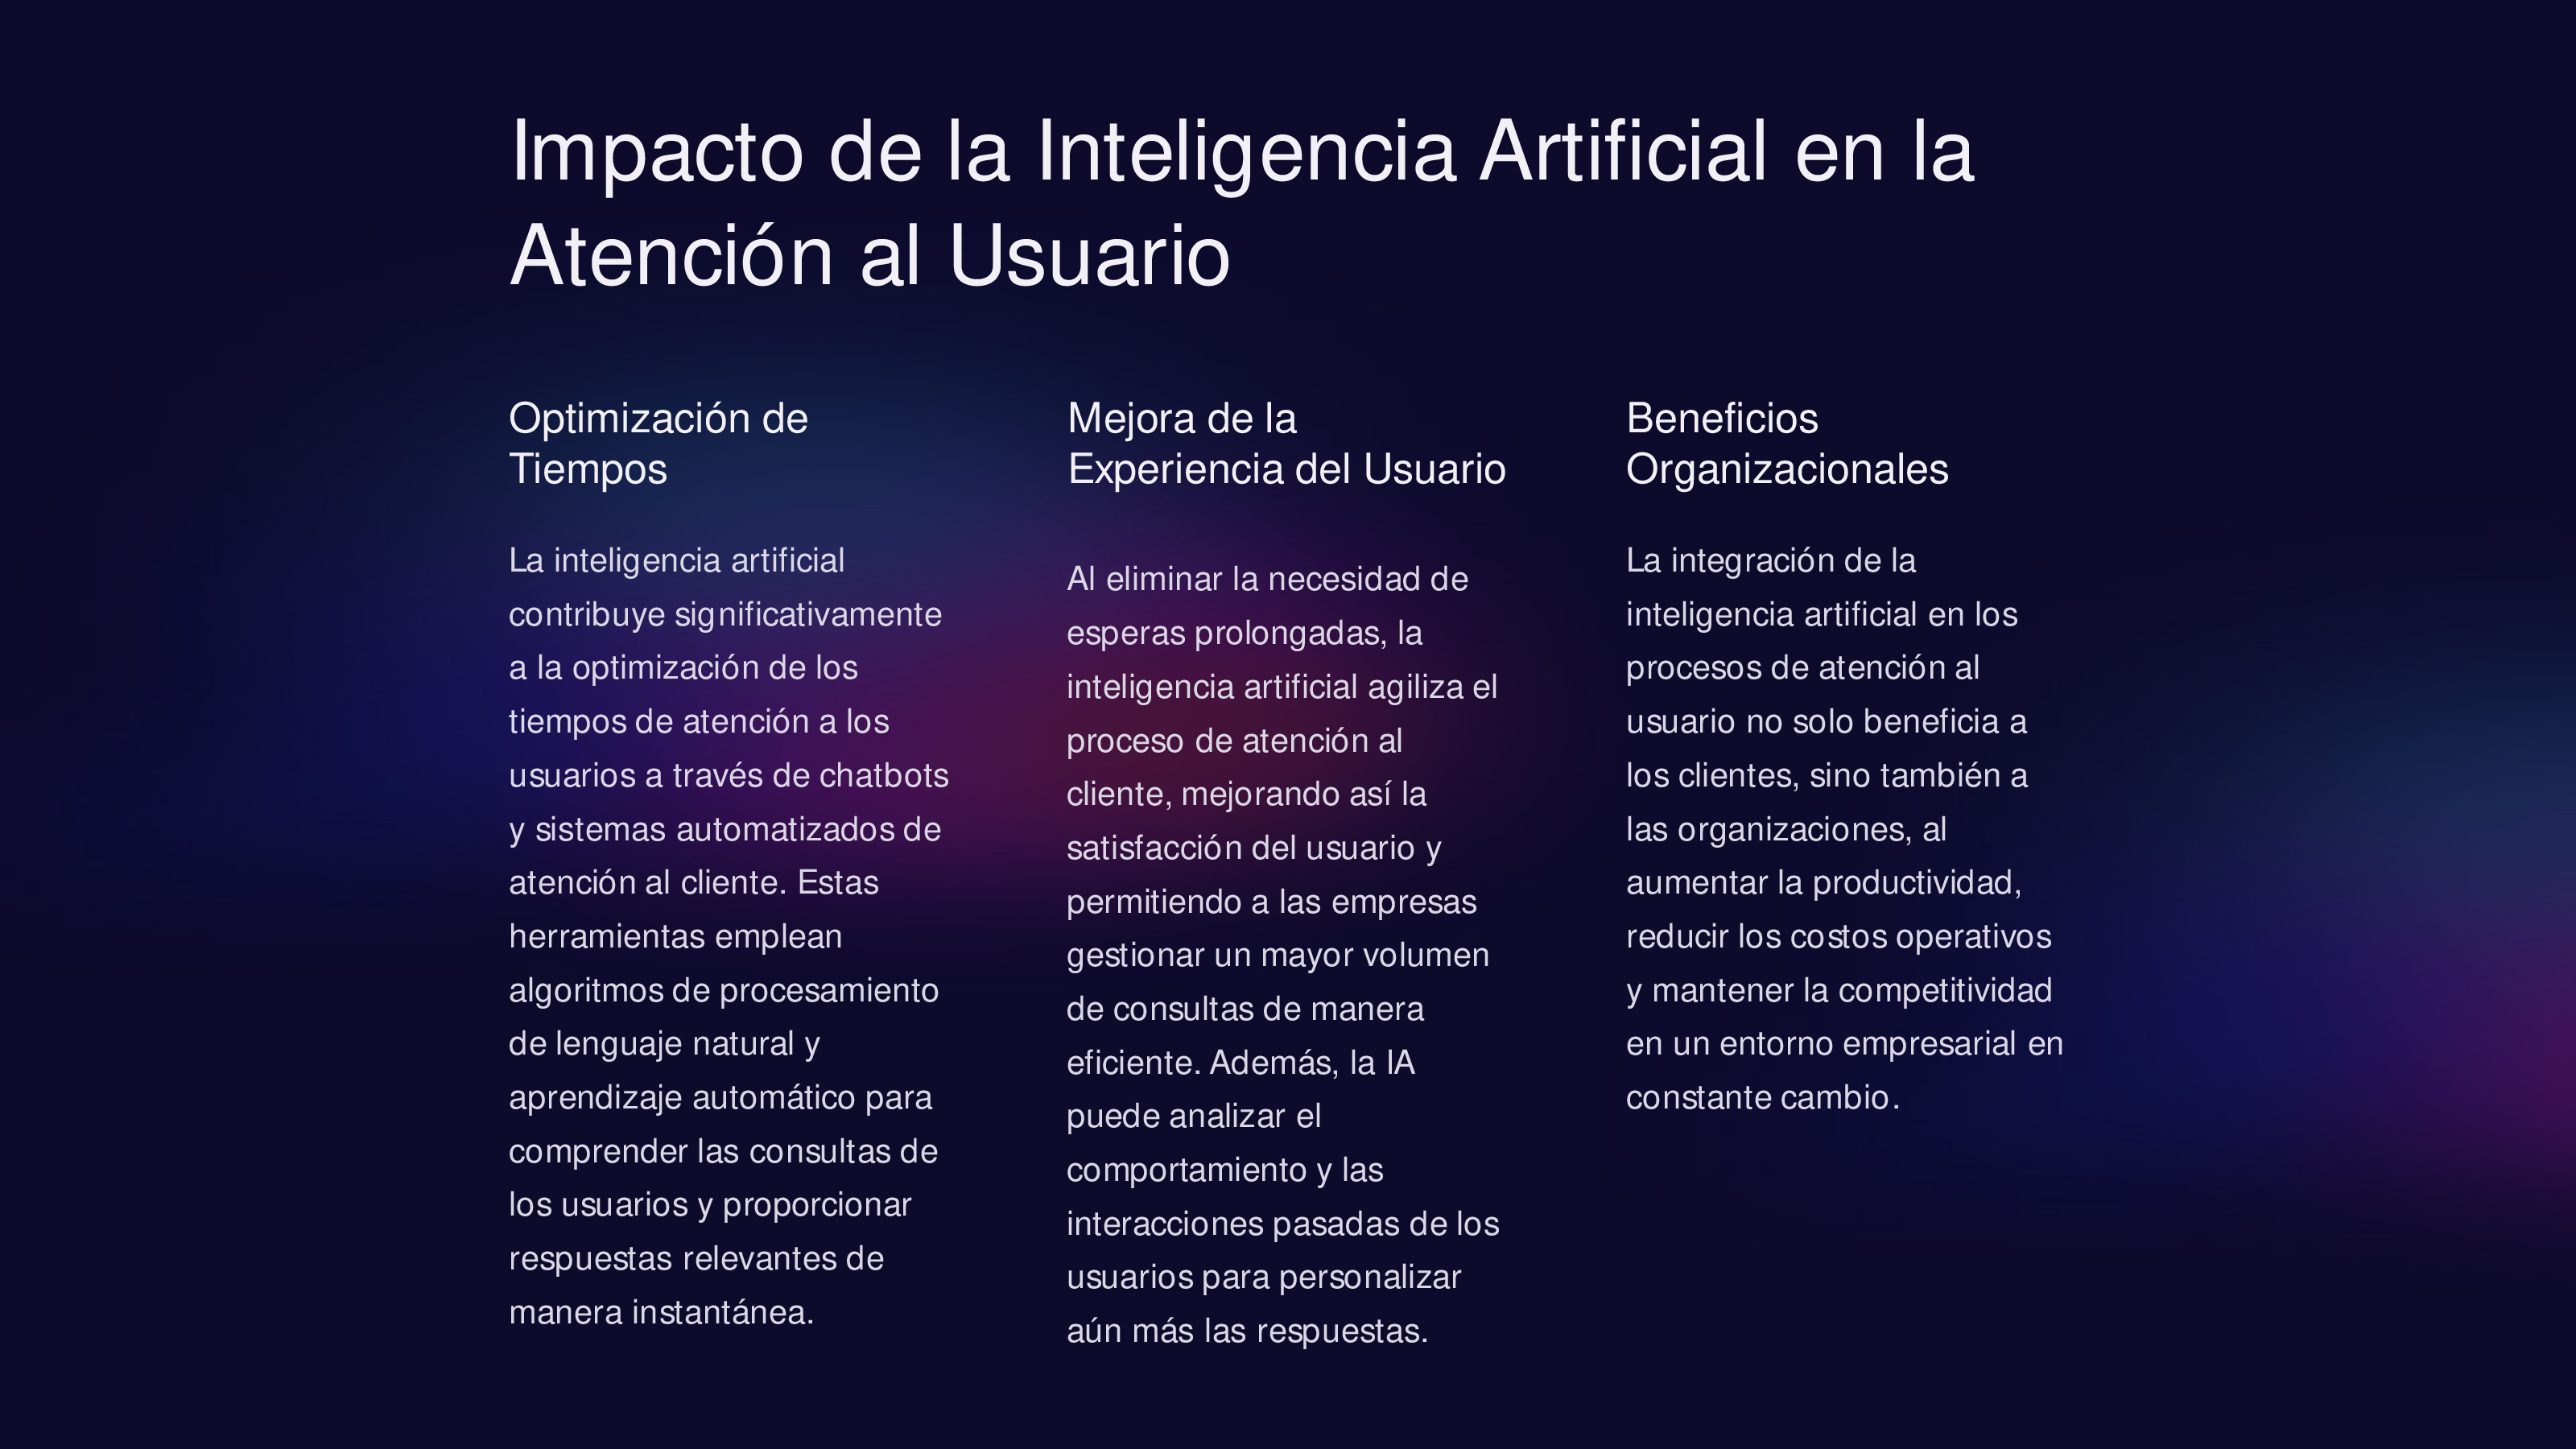 Impacto de la Inteligencia Artificial en la
Atención al Usuario
Optimización de
Tiempos
La inteligencia artificial
contribuye significativamente
a la optimización de los
tiempos de atención a los
usuarios a través de chatbots
y sistemas automatizados de
atención al cliente. Estas
herramientas emplean
algoritmos de procesamiento
de lenguaje natural y
aprendizaje automático para
comprender las consultas de
los usuarios y proporcionar
respuestas relevantes de
manera instantánea.
Mejora de la
Experiencia del Usuario
Al eliminar la necesidad de
esperas prolongadas, la
inteligencia artificial agiliza el
proceso de atención al
cliente, mejorando así la
satisfacción del usuario y
permitiendo a las empresas
gestionar un mayor volumen
de consultas de manera
eficiente. Además, la IA
puede analizar el
comportamiento y las
interacciones pasadas de los
usuarios para personalizar
aún más las respuestas.
Beneficios
Organizacionales
La integración de la
inteligencia artificial en los
procesos de atención al
usuario no solo beneficia a
los clientes, sino también a
las organizaciones, al
aumentar la productividad,
reducir los costos operativos
y mantener la competitividad
en un entorno empresarial en
constante cambio.